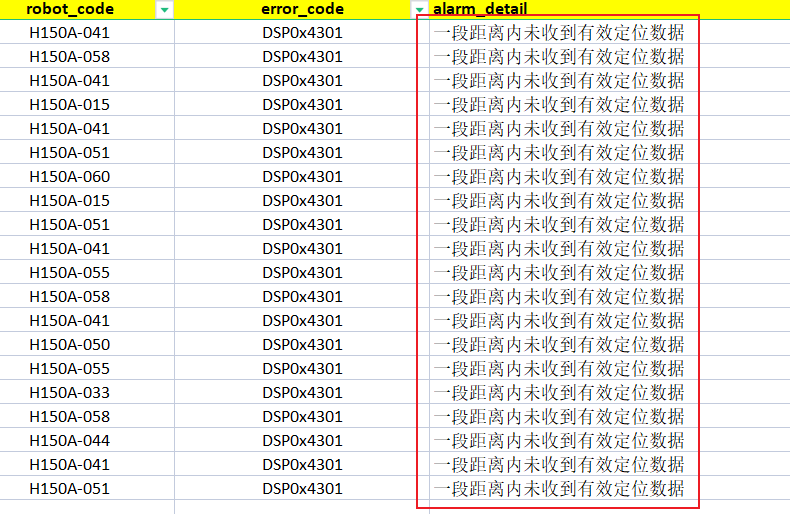 robot_code error_code alarm_detail
H150A-041 DSP0x4301 一段距离内未收到有效定位数据
H150A-058 DSP0x4301 一段距离内未收到有效定位数据
H150A-041 DSP0x4301 一段距离内未收到有效定位数据
H150A-015 DSP0x4301 一段距离内未收到有效定位数据
H150A-041 DSP0x4301 一段距离内未收到有效定位数据
H150A-051 DSP0x4301 一段距离内未收到有效定位数据
H150A-060 DSP0x4301 一段距离内未收到有效定位数据
H150A-015 DSP0x4301 一段距离内未收到有效定位数据
H150A-051 DSP0x4301 一段距离内未收到有效定位数据
H150A-041 DSP0x4301 一段距离内未收到有效定位数据
H150A-055 DSP0x4301 一段距离内未收到有效定位数据
H150A-058 DSP0x4301 一段距离内未收到有效定位数据
H150A-041 DSP0x4301 一段距离内未收到有效定位数据
H150A-050 DSP0x4301 一段距离内未收到有效定位数据
H150A-055 DSP0x4301 一段距离内未收到有效定位数据
H150A-033 DSP0x4301 一段距离内未收到有效定位数据
H150A-058 DSP0x4301 一段距离内未收到有效定位数据
H150A-044 DSP0x4301 一段距离内未收到有效定位数据
H150A-041 DSP0x4301 一段距离内未收到有效定位数据
H150A-051 DSP0x4301 一段距离内未收到有效定位数据